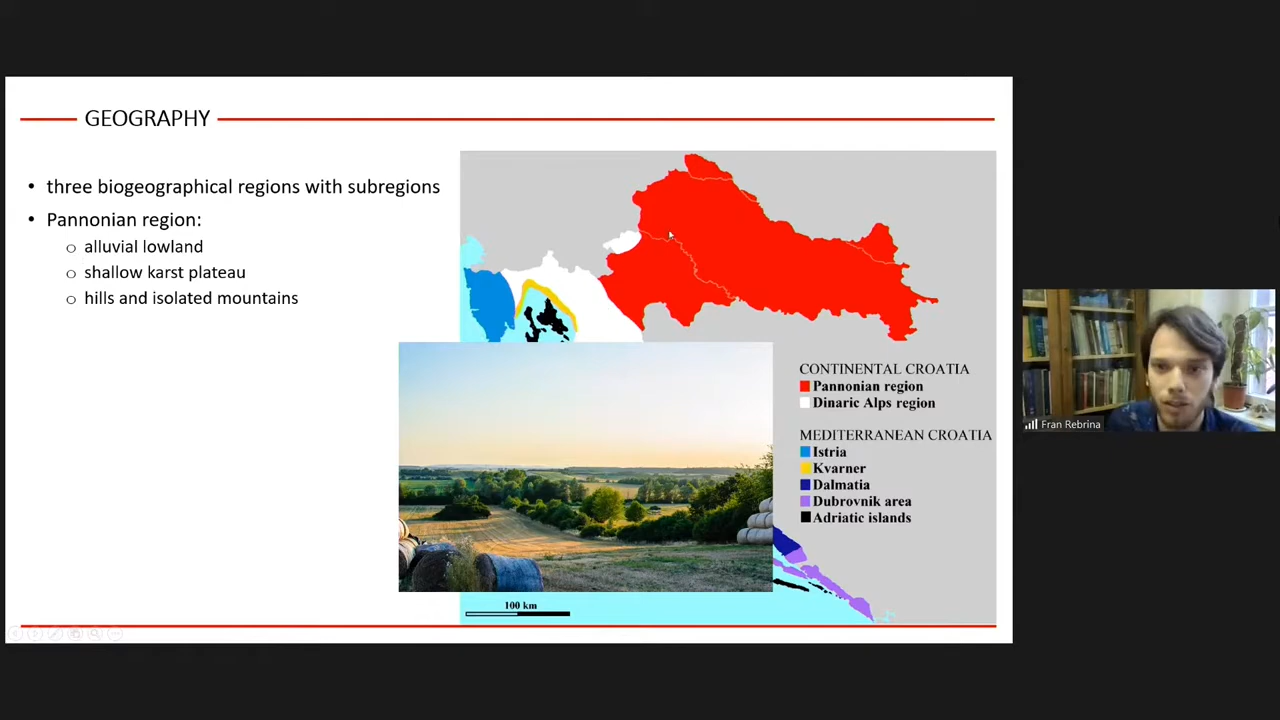 GEOGRAPHY
• three biogeographical regions with subregions
• Pannonian region:
o alluvial lowland
o shallow karst plateau
o hills and isolated mountains
CONTINENTAL CROATIA
Pannonian region
Dinaric Alps region
MEDITERRANEAN CROATIA
Istria
Kvarner
Dalmatia
Dubrovnik area
Adriatic islands
100 km
Fran Rebrina